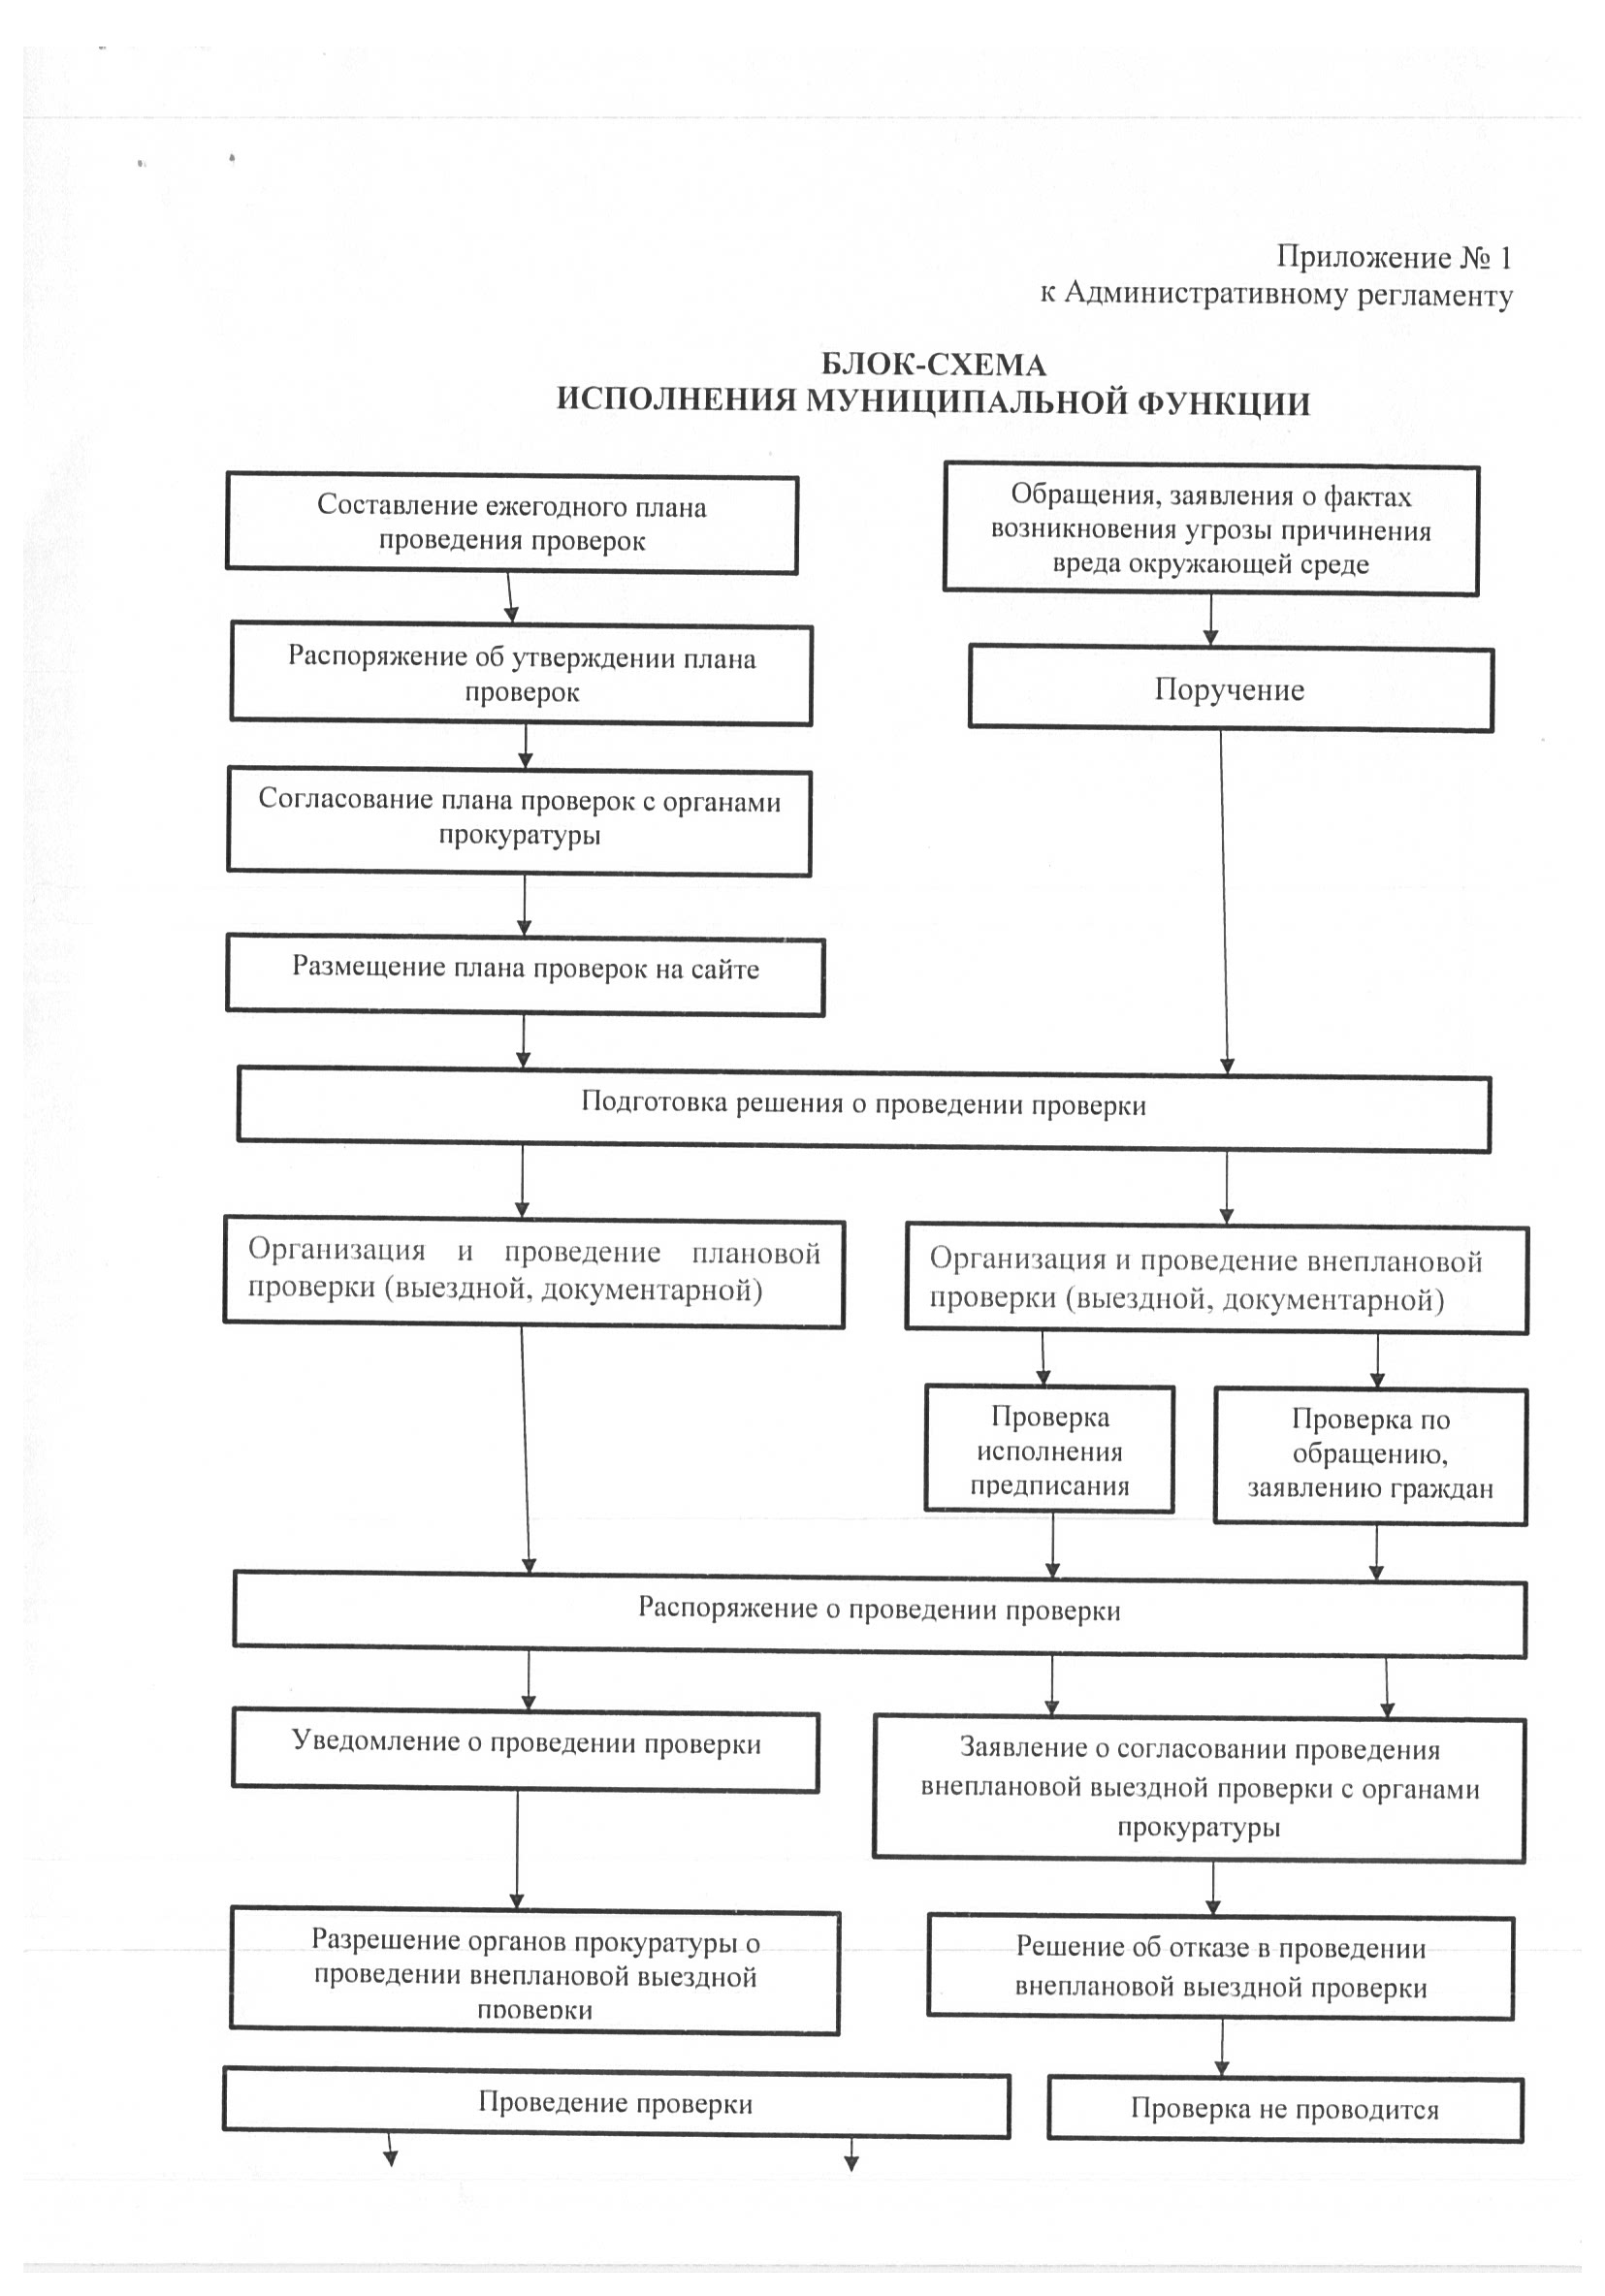 Приложение № 1
к Административному регламенту
БЛОК-СХЕМА
ИСПОЛНЕНИЯ МУНИЦИПАЛЬНОЙ ФУНКЦИИ
Составление ежегодного плана
проведения проверок
Обращения, заявления о фактах
возникновения угрозы причинения
вреда окружающей среде
Распоряжение об утверждении плана
проверок
Поручение
Согласование плана проверок с органами
прокуратуры
Размещение плана проверок на сайте
Подготовка решения о проведении проверки
Организация и проведение плановой
проверки (выездной, документарной)
Организация и проведение внеплановой
проверки (выездной, документарной)
Проверка
исполнения
предписания
Проверка по
обращению,
заявлению граждан
Распоряжение о проведении проверки
Уведомление о проведении проверки
Заявление о согласовании проведения
внеплановой выездной проверки с органами
прокуратуры
Разрешение органов прокуратуры о
проведении внеплановой выездной
проверки
Решение об отказе в проведении
внеплановой выездной проверки
Проведение проверки
Проверка не проводится